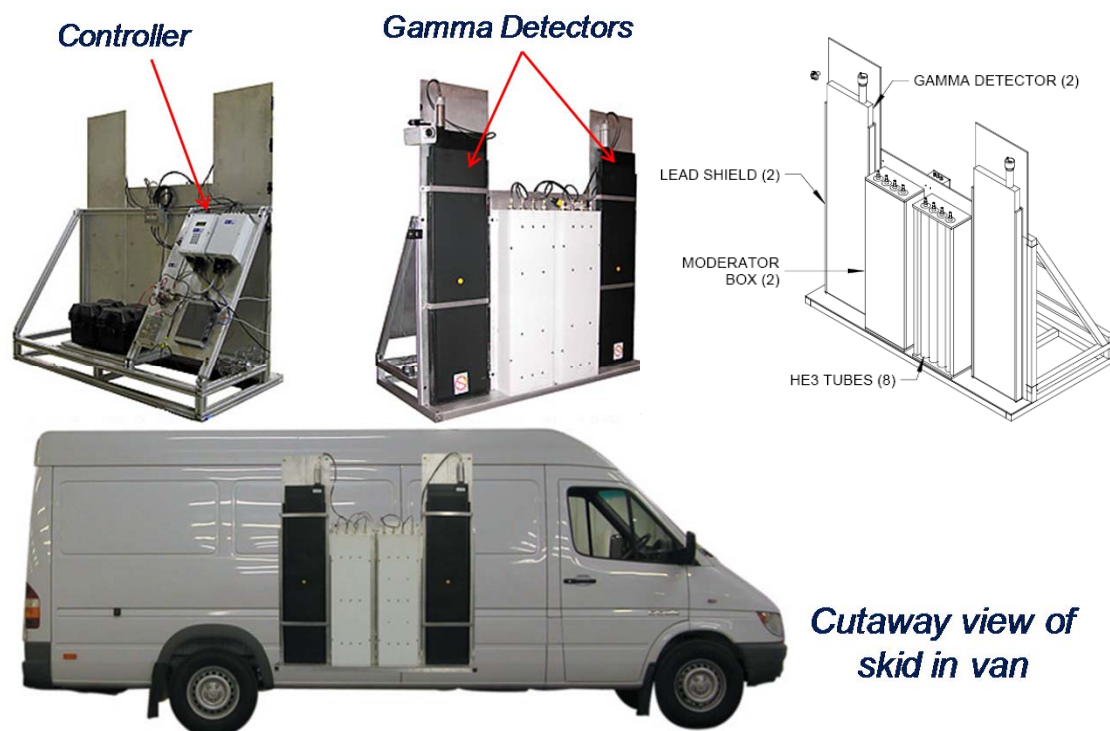 Controller
Gamma Detectors
GAMMA DETECTOR (2)
LEAD SHIELD (2)
MODERATOR
BOX (2)
HE3 TUBES (8)
Cutaway view of
skid in van